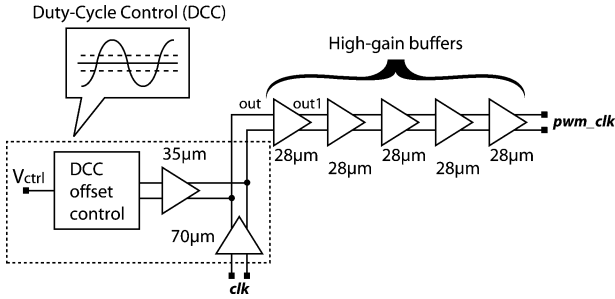 Duty-Cycle Control (DCC)
High-gain buffers
out
out1
pwm_clk
28μm
28μm
28μm
28μm
28μm
35μm
Vctrl
DCC
offset
control
70μm
clk